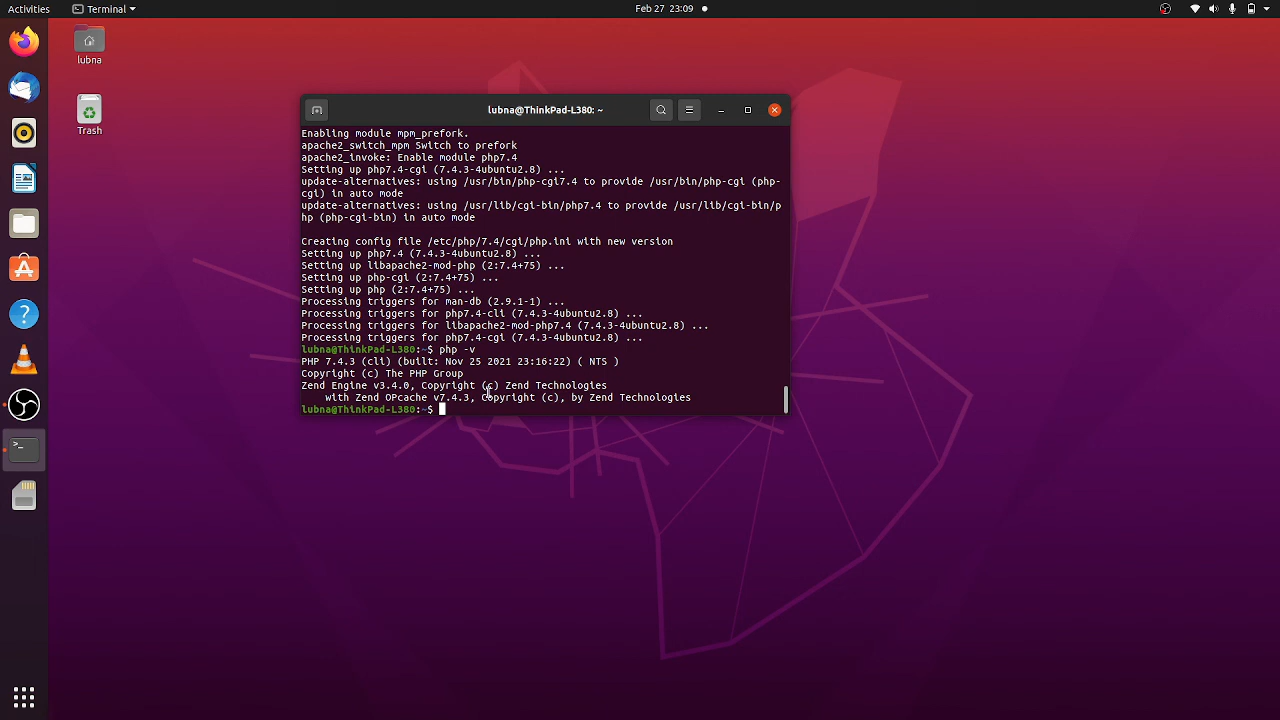 Activities
Terminal
Feb 27 23:09
lubna
Trash
lubna@ThinkPad-L380: ~
Enabling module mpm_prefork.
apache2_switch_mpm Switch to prefork
apache2_invoke: Enable module php7.4
Setting up php7.4-cgi (7.4.3-4ubuntu2.8) ...
update-alternatives: using /usr/bin/php-cgi7.4 to provide /usr/bin/php-cgi (php-
cgi) in auto mode
update-alternatives: using /usr/lib/cgi-bin/php7.4 to provide /usr/lib/cgi-bin/p
hp (php-cgi-bin) in auto mode
Creating config file /etc/php/7.4/cgi/php.ini with new version
Setting up php7.4 (7.4.3-4ubuntu2.8) ...
Setting up libapache2-mod-php (2:7.4+75) ...
Setting up php-cgi (2:7.4+75) ...
Setting up php (2:7.4+75) ...
Processing triggers for man-db (2.9.1-1) ...
Processing triggers for php7.4-cli (7.4.3-4ubuntu2.8) ...
Processing triggers for libapache2-mod-php7.4 (7.4.3-4ubuntu2.8) ...
Processing triggers for php7.4-cgi (7.4.3-4ubuntu2.8) ...
lubna@ThinkPad-L380:~$ php -v
PHP 7.4.3 (cli) (built: Nov 25 2021 23:16:22) ( NTS )
Copyright (c) The PHP Group
Zend Engine v3.4.0, Copyright (c) Zend Technologies
    with Zend OPcache v7.4.3, Copyright (c), by Zend Technologies
lubna@ThinkPad-L380:~$